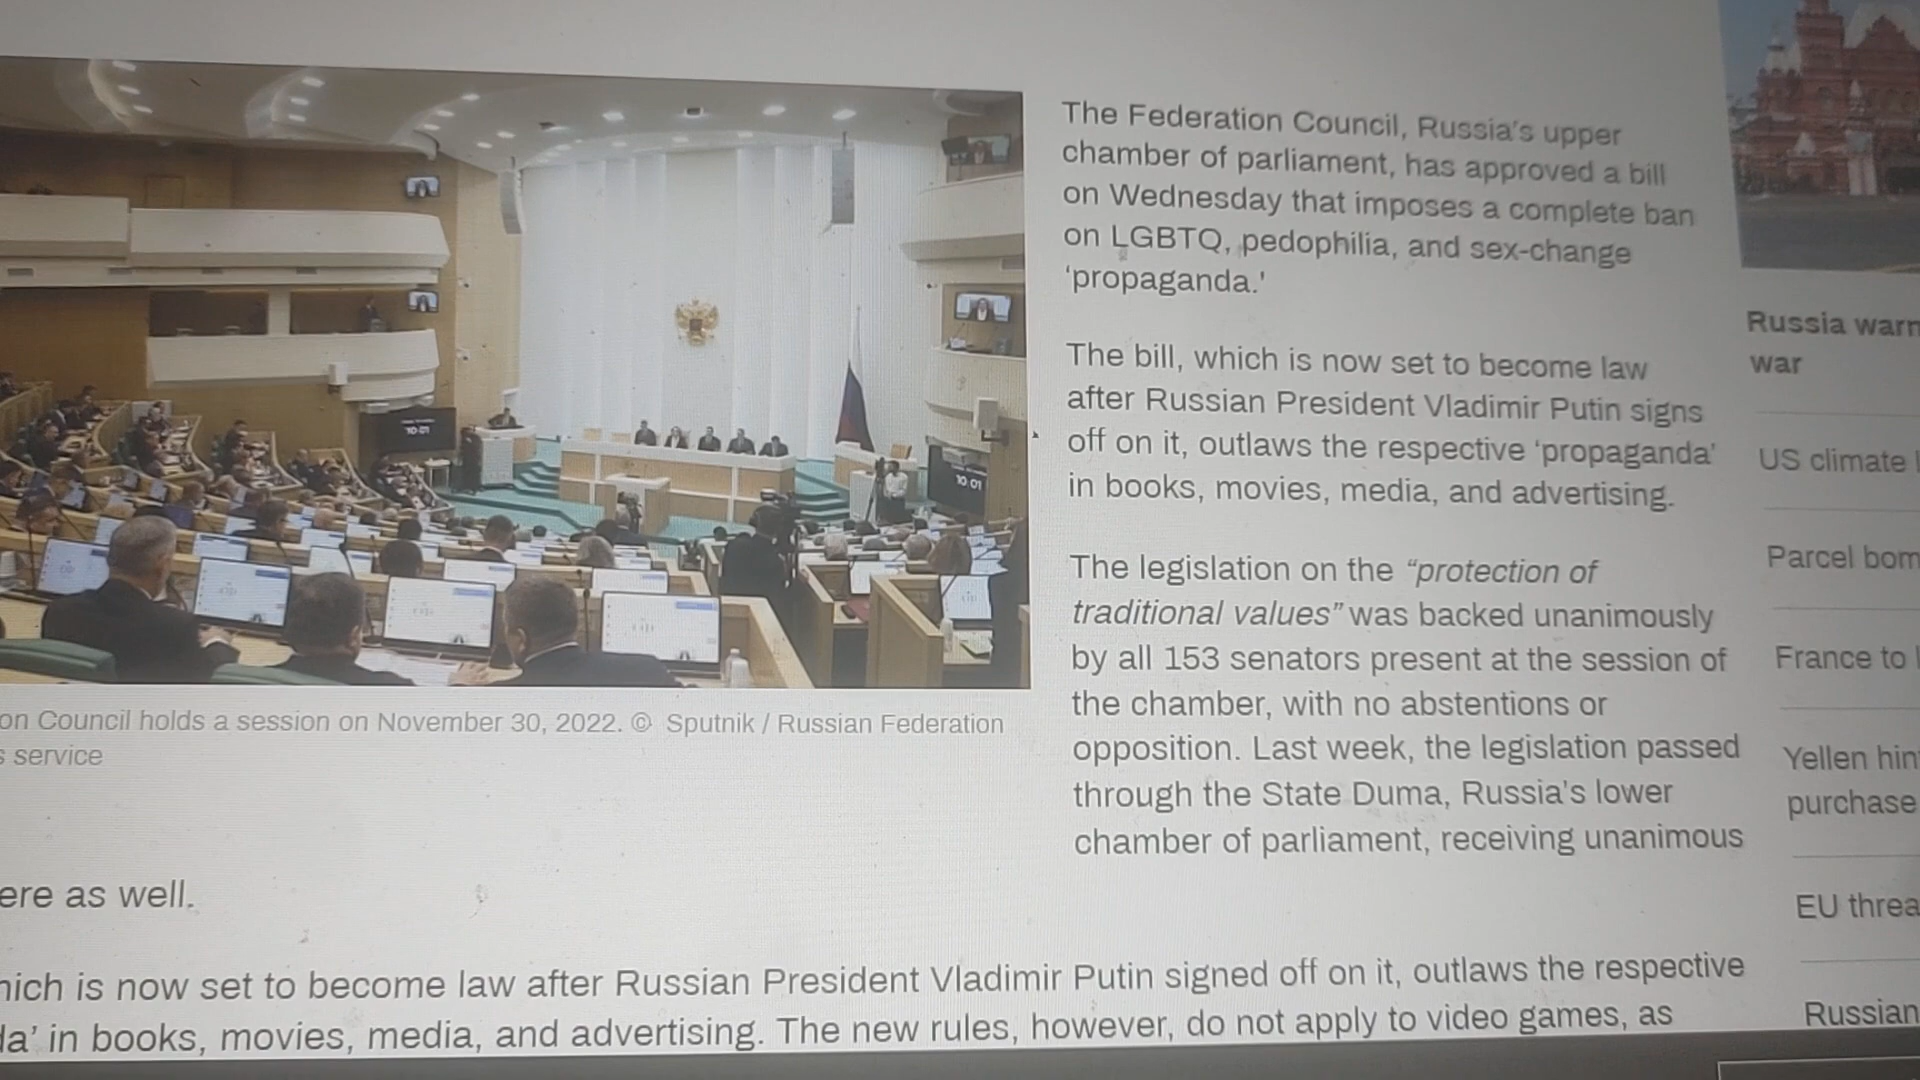 The Federation Council, Russia's upper
chamber of parliament, has approved a bill
on Wednesday that imposes a complete ban
on LGBTQ, pedophilia, and sex-change
'propaganda.'
The bill, which is now set to become law
after Russian President Vladimir Putin signs
off on it, outlaws the respective 'propaganda'
in books, movies, media, and advertising.
The legislation on the “protection of
traditional values” was backed unanimously
by all 153 senators present at the session of
the chamber, with no abstentions or
opposition. Last week, the legislation passed
through the State Duma, Russia's lower
chamber of parliament, receiving unanimous
10:01
10:01
on Council holds a session on November 30, 2022. © Sputnik / Russian Federation
s service
ere as well.
hich is now set to become law after Russian President Vladimir Putin signed off on it, outlaws the respective
da’ in books, movies, media, and advertising. The new rules, however, do not apply to video games, as
Russia warn
war
US climate
Parcel bom
France to
Yellen hin
purchase
EU threa
Russian